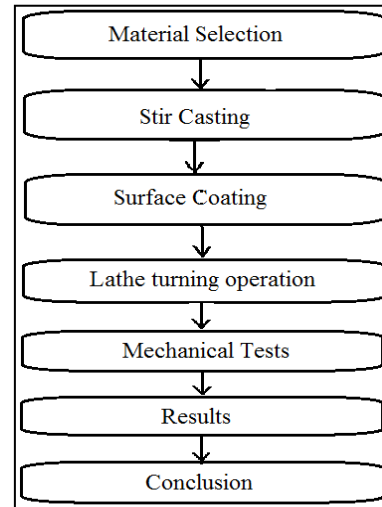 Material Selection
Stir Casting
Surface Coating
Lathe turning operation
Mechanical Tests
Results
Conclusion